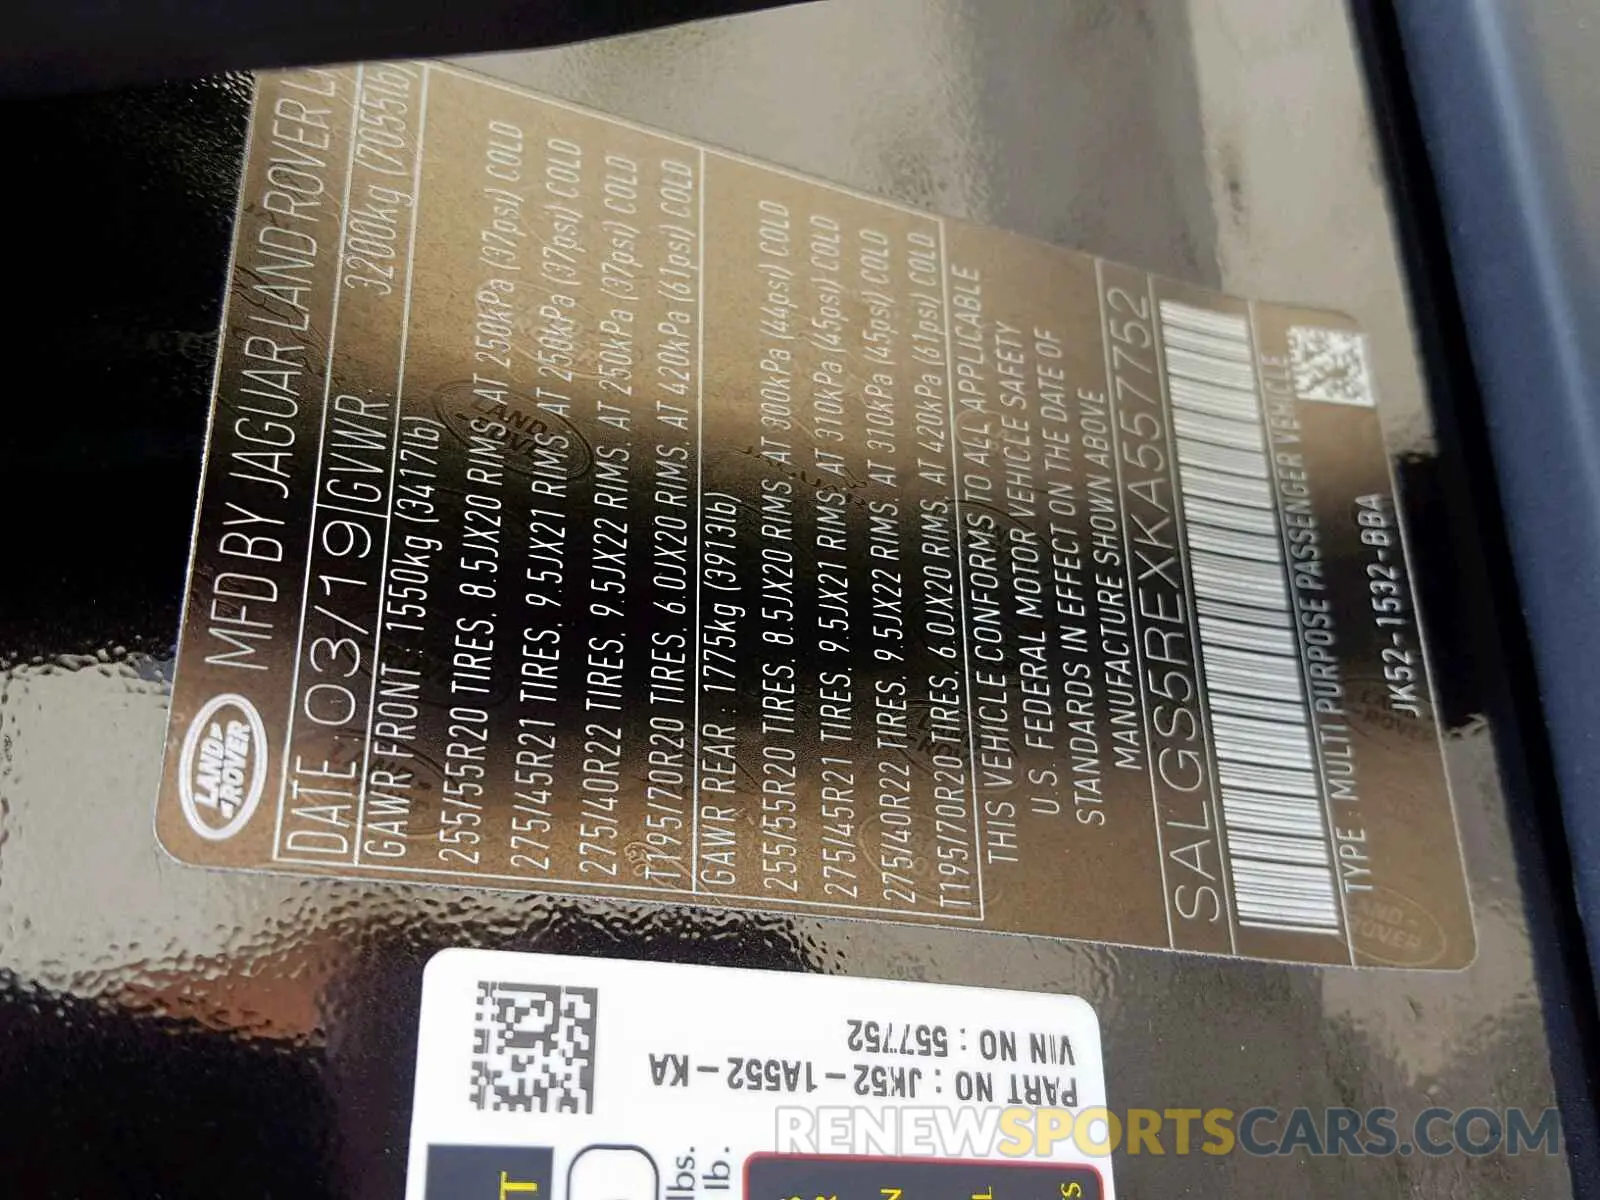 LAND
ROVER
MFD BY JAGUAR LAND ROVER
DATE : 03/19 GVWR: 3200kg (7055lb)
GAWR FRONT : 1550kg (3417lb)
255/55R20 TIRES. 8.5JX20 RIMS. AT 250kPa (37psi) COLD
275/45R21 TIRES. 9.5JX21 RIMS. AT 250kPa (37psi) COLD
275/40R22 TIRES. 9.5JX22 RIMS. AT 250kPa (37psi) COLD
T195/70R20 TIRES. 6.0JX20 RIMS. AT 420kPa (61psi) COLD
GAWR REAR : 1775kg (3913lb)
255/55R20 TIRES. 8.5JX20 RIMS. AT 300kPa (44psi) COLD
275/45R21 TIRES. 9.5JX21 RIMS. AT 310kPa (45psi) COLD
275/40R22 TIRES. 9.5JX22 RIMS. AT 310kPa (45psi) COLD
T195/70R20 TIRES. 6.0JX20 RIMS. AT 420kPa (61psi) COLD
THIS VEHICLE CONFORMS TO ALL APPLICABLE
U.S. FEDERAL MOTOR VEHICLE SAFETY
STANDARDS IN EFFECT ON THE DATE OF
MANUFACTURE SHOWN ABOVE
SALGS5REXKA557752
TYPE : MULTI PURPOSE PASSENGER VEHICLE
JK52-1532-BBA
PART NO : JK52-1A552-KA
VIN NO : 557752
lbs.
lb.
RENEWSPORTSCARS.COM